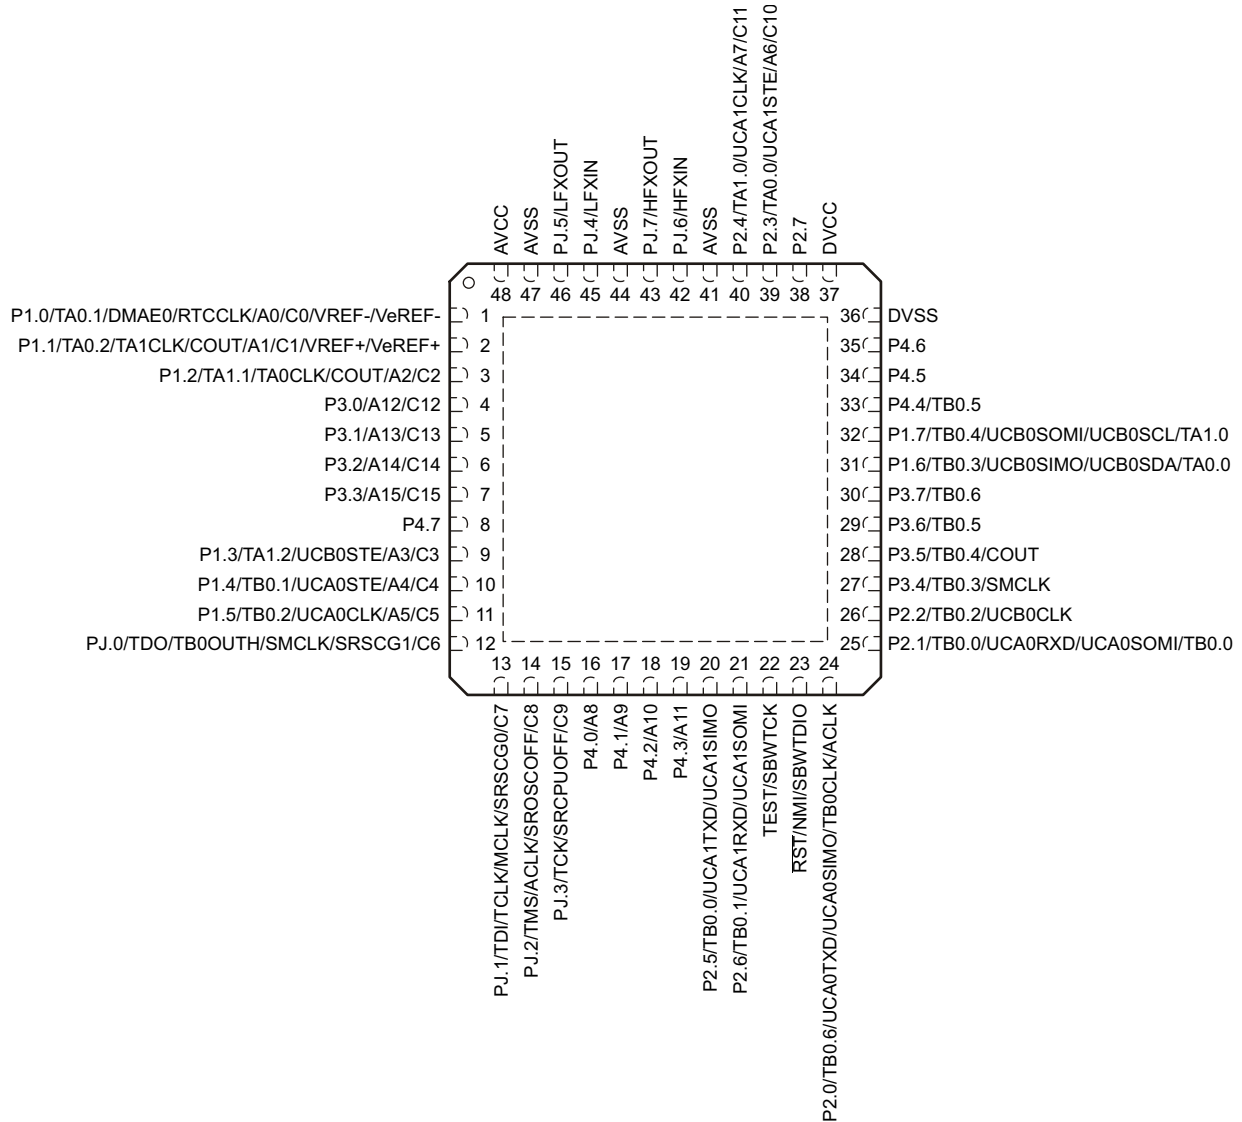 P2.4/TA1.0/UCA1CLK/A7/C11
P2.3/TA0.0/UCA1STE/A6/C10
AVCC
AVSS
PJ.5/LFXOUT
PJ.4/LFXIN
AVSS
PJ.7/HFXOUT
PJ.6/HFXIN
AVSS
P2.7
DVCC
48 47 46 45 44 43 42 41 40 39 38 37
P1.0/TA0.1/DMAE0/RTCCLK/A0/C0/VREF-/VeREF- 1
P1.1/TA0.2/TA1CLK/COUT/A1/C1/VREF+/VeREF+ 2
P1.2/TA1.1/TA0CLK/COUT/A2/C2 3
P3.0/A12/C12 4
P3.1/A13/C13 5
P3.2/A14/C14 6
P3.3/A15/C15 7
P4.7 8
P1.3/TA1.2/UCB0STE/A3/C3 9
P1.4/TB0.1/UCA0STE/A4/C4 10
P1.5/TB0.2/UCA0CLK/A5/C5 11
PJ.0/TDO/TB0OUTH/SMCLK/SRSCG1/C6 12
36 DVSS
35 P4.6
34 P4.5
33 P4.4/TB0.5
32 P1.7/TB0.4/UCB0SOMI/UCB0SCL/TA1.0
31 P1.6/TB0.3/UCB0SIMO/UCB0SDA/TA0.0
30 P3.7/TB0.6
29 P3.6/TB0.5
28 P3.5/TB0.4/COUT
27 P3.4/TB0.3/SMCLK
26 P2.2/TB0.2/UCB0CLK
25 P2.1/TB0.0/UCA0RXD/UCA0SOMI/TB0.0
13 14 15 16 17 18 19 20 21 22 23 24
PJ.1/TDI/TCLK/MCLK/SRSCG0/C7
PJ.2/TMS/ACLK/SROSCOFF/C8
PJ.3/TCK/SRCPUOFF/C9
P4.0/A8
P4.1/A9
P4.2/A10
P4.3/A11
P2.5/TB0.0/UCA1TXD/UCA1SIMO
P2.6/TB0.1/UCA1RXD/UCA1SOMI
TEST/SBWTCK
RST/NMI/SBWTDIO
P2.0/TB0.6/UCA0TXD/UCA0SIMO/TB0CLK/ACLK